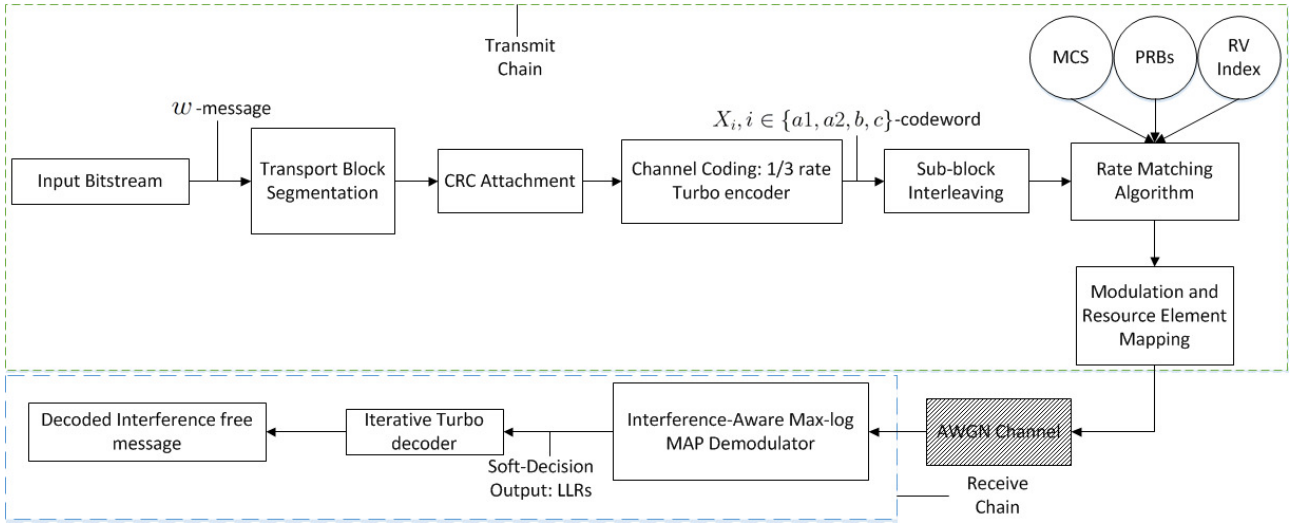 Transmit
Chain
MCS
PRBs
RV
Index
w -message
X_i, i ∈ {a1, a2, b, c}-codeword
Input Bitstream
Transport Block
Segmentation
CRC Attachment
Channel Coding: 1/3 rate
Turbo encoder
Sub-block
Interleaving
Rate Matching
Algorithm
Modulation and
Resource Element
Mapping
Decoded Interference free
message
Iterative Turbo
decoder
Soft-Decision
Output: LLRs
Interference-Aware Max-log
MAP Demodulator
AWGN Channel
Receive
Chain